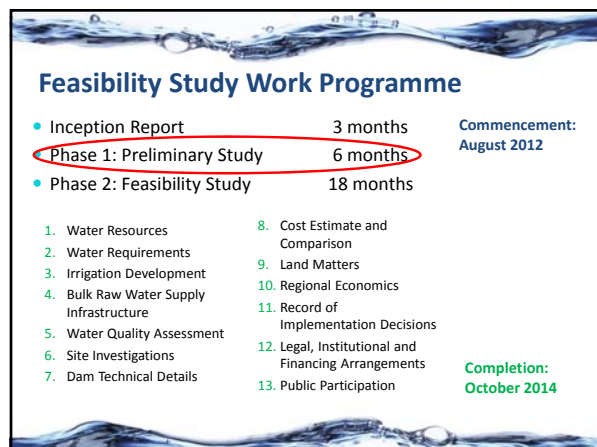 Feasibility Study Work Programme
• Inception Report 3 months
• Phase 1: Preliminary Study 6 months
• Phase 2: Feasibility Study 18 months
Commencement:
August 2012
1. Water Resources
2. Water Requirements
3. Irrigation Development
4. Bulk Raw Water Supply
Infrastructure
5. Water Quality Assessment
6. Site Investigations
7. Dam Technical Details
8. Cost Estimate and
Comparison
9. Land Matters
10. Regional Economics
11. Record of
Implementation Decisions
12. Legal, Institutional and
Financing Arrangements
13. Public Participation
Completion:
October 2014